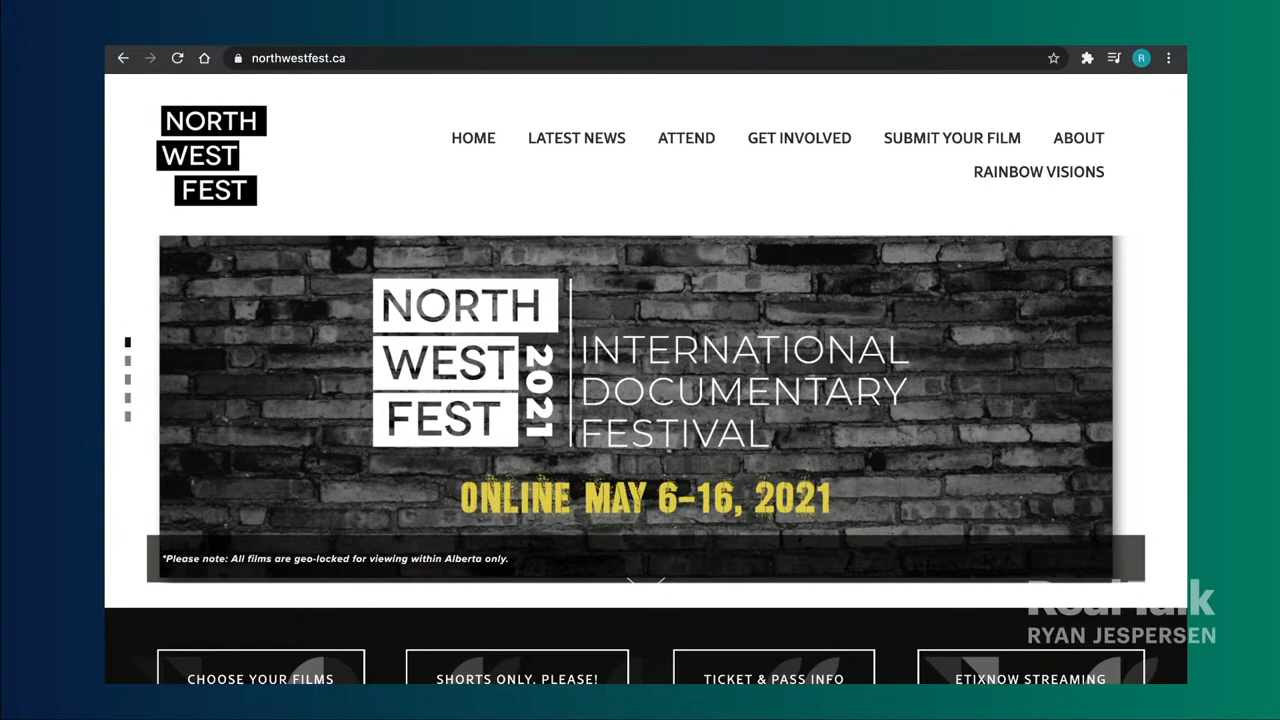 northwestfest.ca
R
NORTH
WEST
FEST
HOME LATEST NEWS ATTEND GET INVOLVED SUBMIT YOUR FILM ABOUT
RAINBOW VISIONS
NORTH
WEST
FEST
2021
INTERNATIONAL
DOCUMENTARY
FESTIVAL
ONLINE MAY 6-16, 2021
*Please note: All films are geo-locked for viewing within Alberta only.
Real Talk
RYAN JESPERSEN
CHOOSE YOUR FILMS SHORTS ONLY, PLEASE! TICKET & PASS INFO ETIXNOW STREAMING